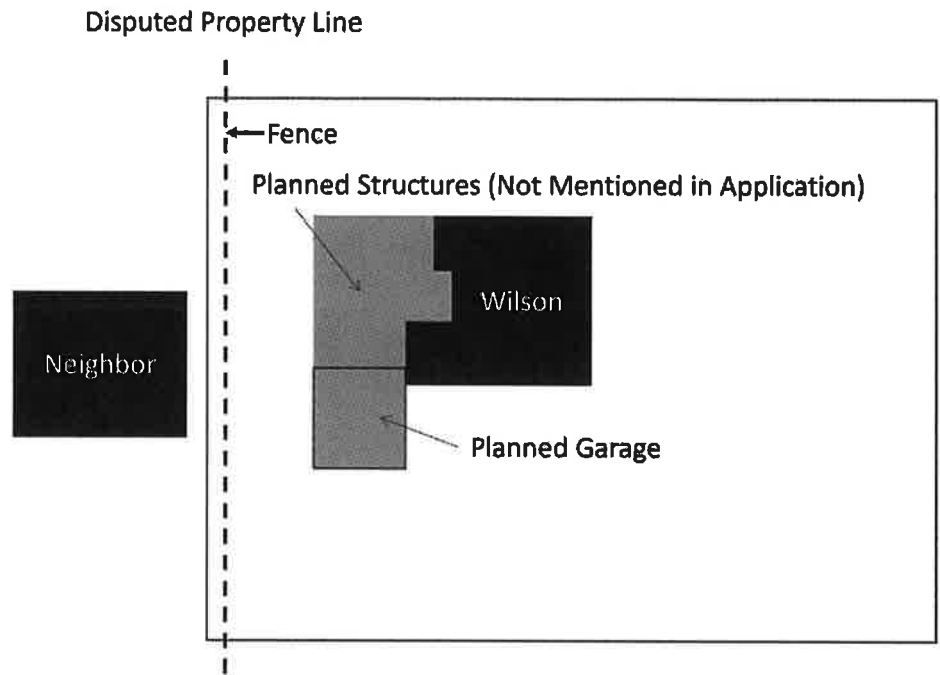 Disputed Property Line
Fence
Planned Structures (Not Mentioned in Application)
Wilson
Neighbor
Planned Garage